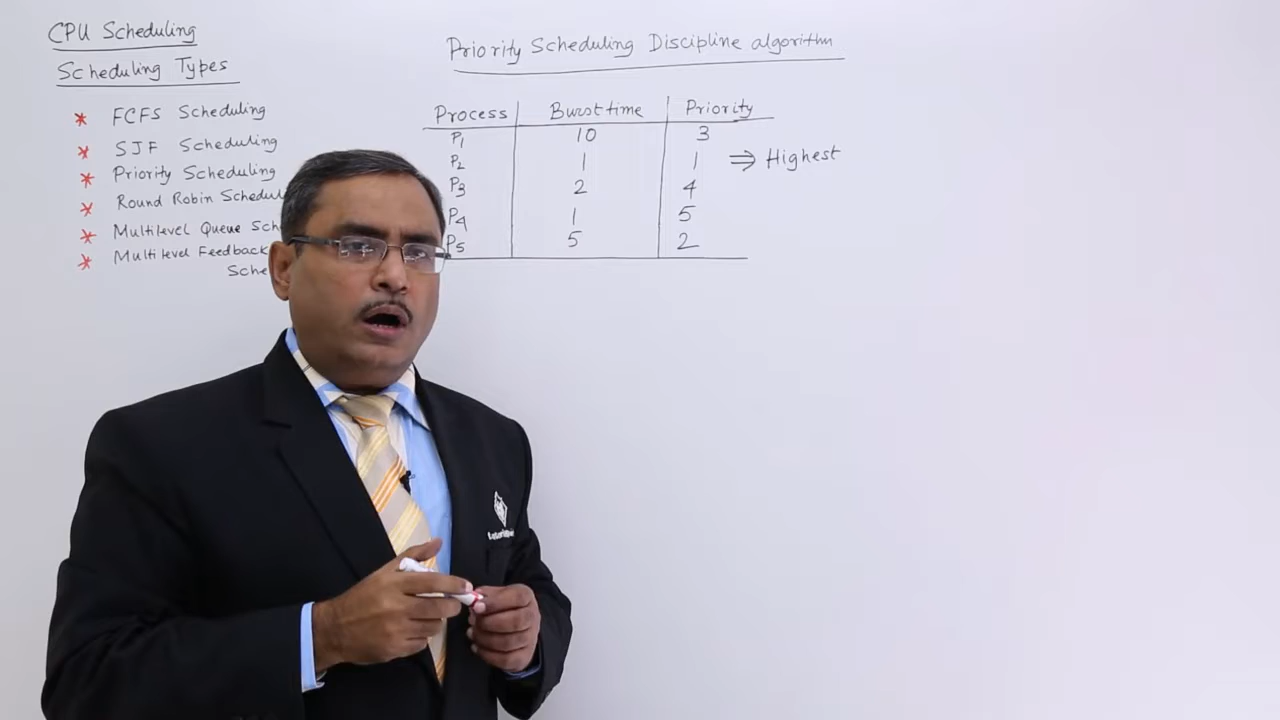 CPU Scheduling
Scheduling Types
* FCFS Scheduling
* SJF Scheduling
* Priority Scheduling
* Round Robin Scheduli
* Multilevel Queue Sch
* Multilevel Feedback
Sche
Priority Scheduling Discipline algorithm
Process Burst time Priority
P1 10 3
P2 1 1 ⇒ Highest
P3 2 4
P4 1 5
P5 5 2